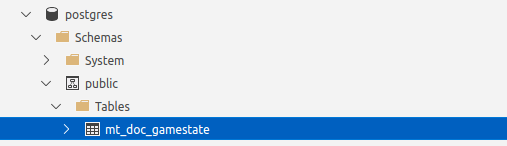 postgres
Schemas
System
public
Tables
mt_doc_gamestate